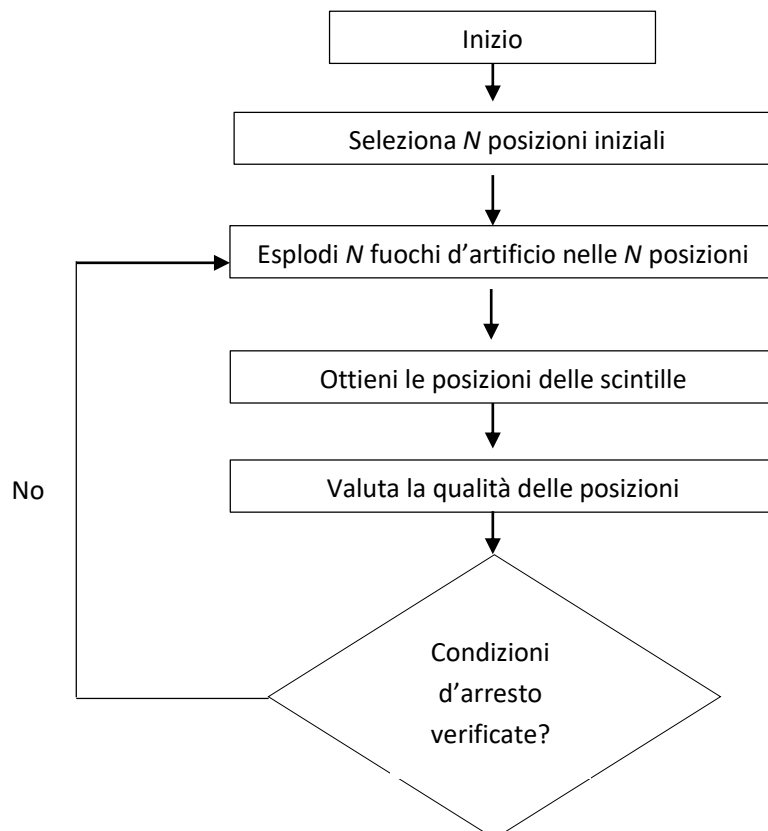 Inizio
Seleziona N posizioni iniziali
Esplodi N fuochi d’artificio nelle N posizioni
Ottieni le posizioni delle scintille
Valuta la qualità delle posizioni
No
Condizioni
d’arresto
verificate?